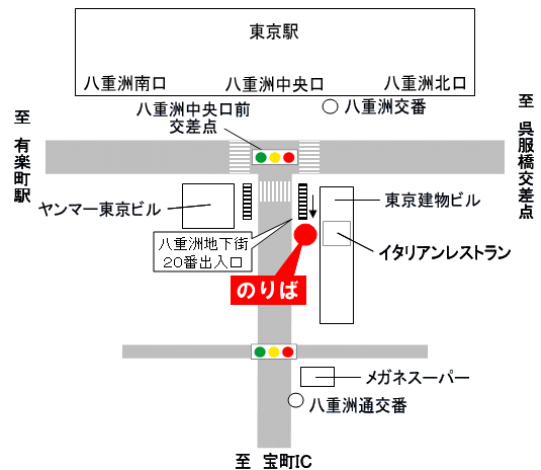 東京駅
八重洲南口
八重洲中央口
八重洲北口
八重洲中央口前
交差点
八重洲交番
至 有楽町駅
至 呉服橋交差点
ヤンマー東京ビル
東京建物ビル
八重洲地下街
20番出入口
イタリアンレストラン
のりば
メガネスーパー
八重洲通交番
至 宝町IC